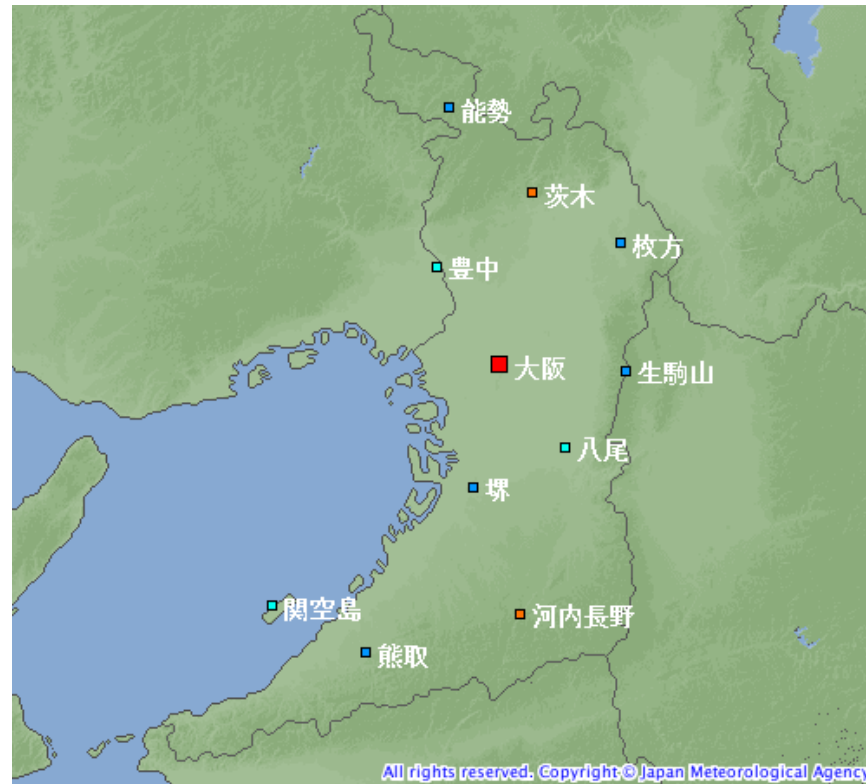 能勢
茨木
枚方
豊中
大阪
生駒山
八尾
堺
関空島
河内長野
熊取
All rights reserved. Copyright © Japan Meteorological Agency